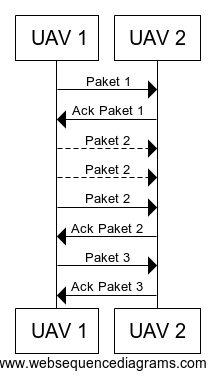 UAV 1 UAV 2
Paket 1
Ack Paket 1
Paket 2
Paket 2
Paket 2
Ack Paket 2
Paket 3
Ack Paket 3
UAV 1 UAV 2
www.websequencediagrams.com